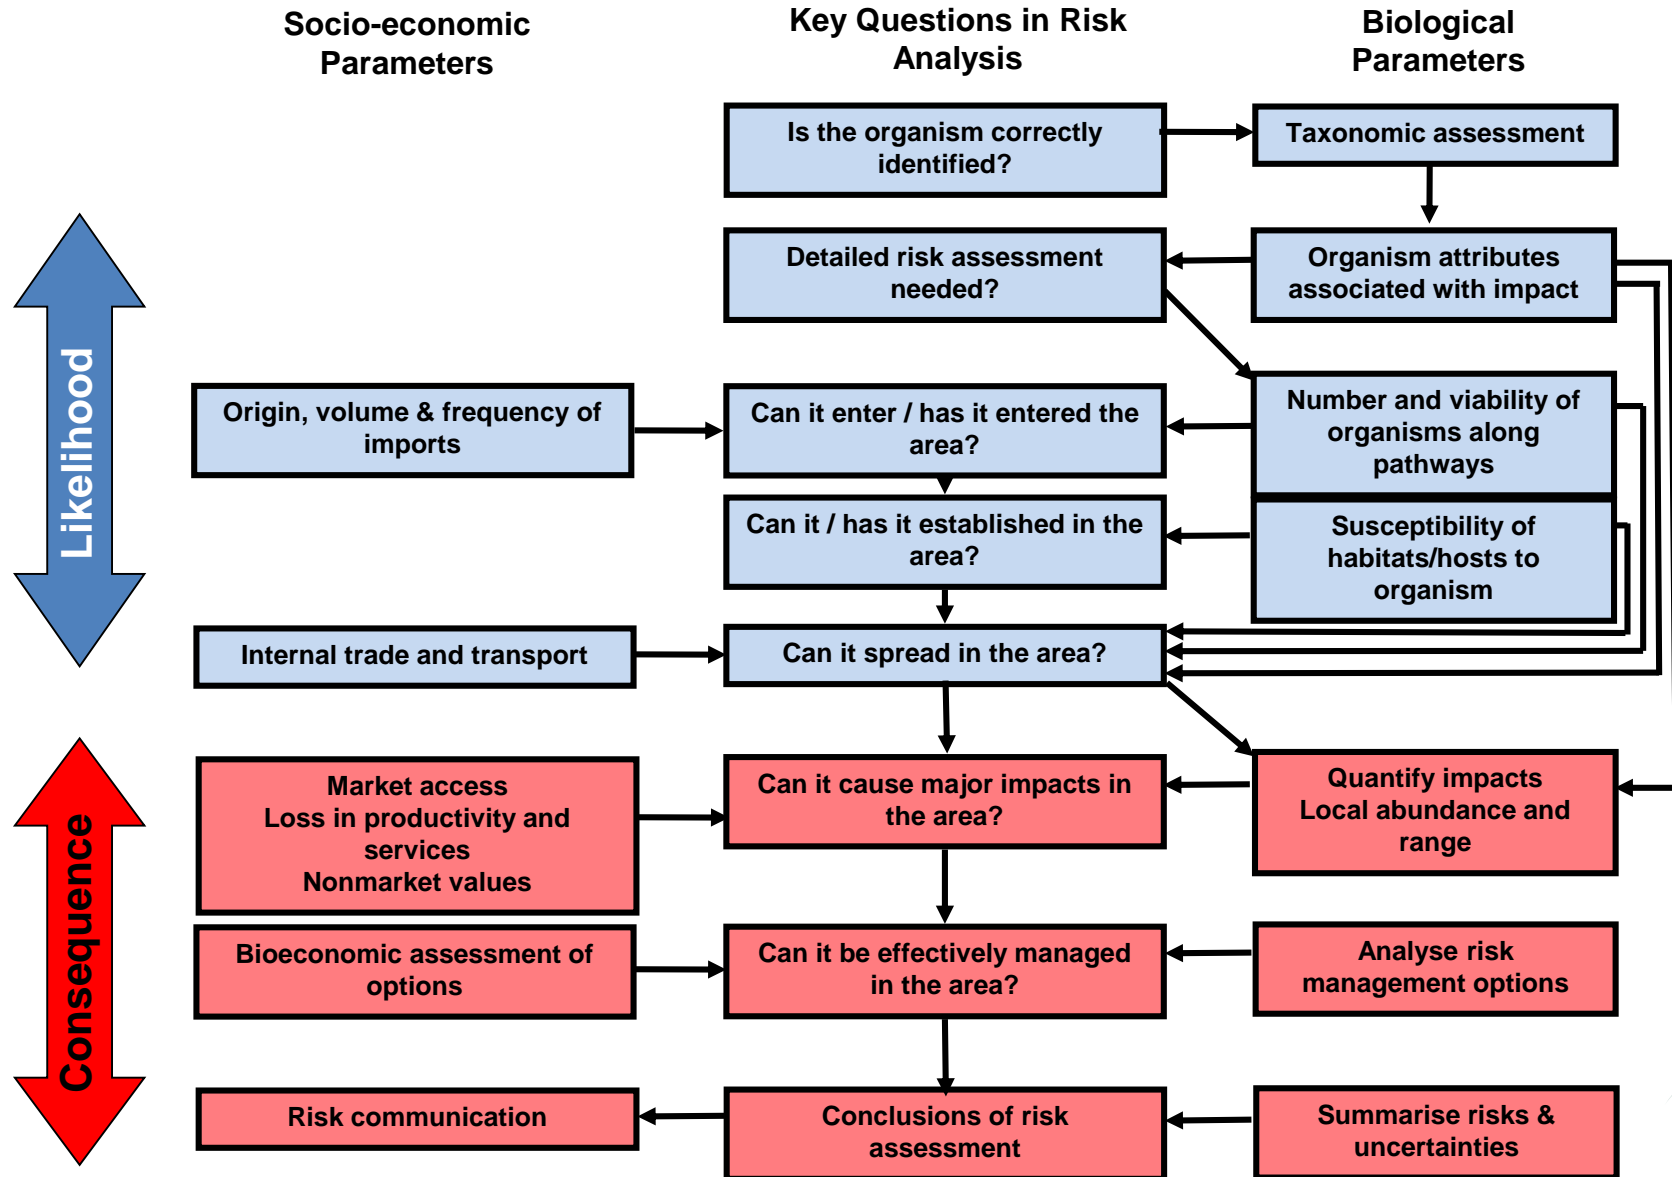 Socio-economic
Parameters
Key Questions in Risk
Analysis
Biological
Parameters
Is the organism correctly
identified?
Taxonomic assessment
Detailed risk assessment
needed?
Organism attributes
associated with impact
Likelihood
Origin, volume & frequency of
imports
Can it enter / has it entered the
area?
Number and viability of
organisms along
pathways
Can it / has it established in the
area?
Susceptibility of
habitats/hosts to
organism
Internal trade and transport
Can it spread in the area?
Consequence
Market access
Loss in productivity and
services
Nonmarket values
Can it cause major impacts in
the area?
Quantify impacts
Local abundance and
range
Bioeconomic assessment of
options
Can it be effectively managed
in the area?
Analyse risk
management options
Risk communication
Conclusions of risk
assessment
Summarise risks &
uncertainties